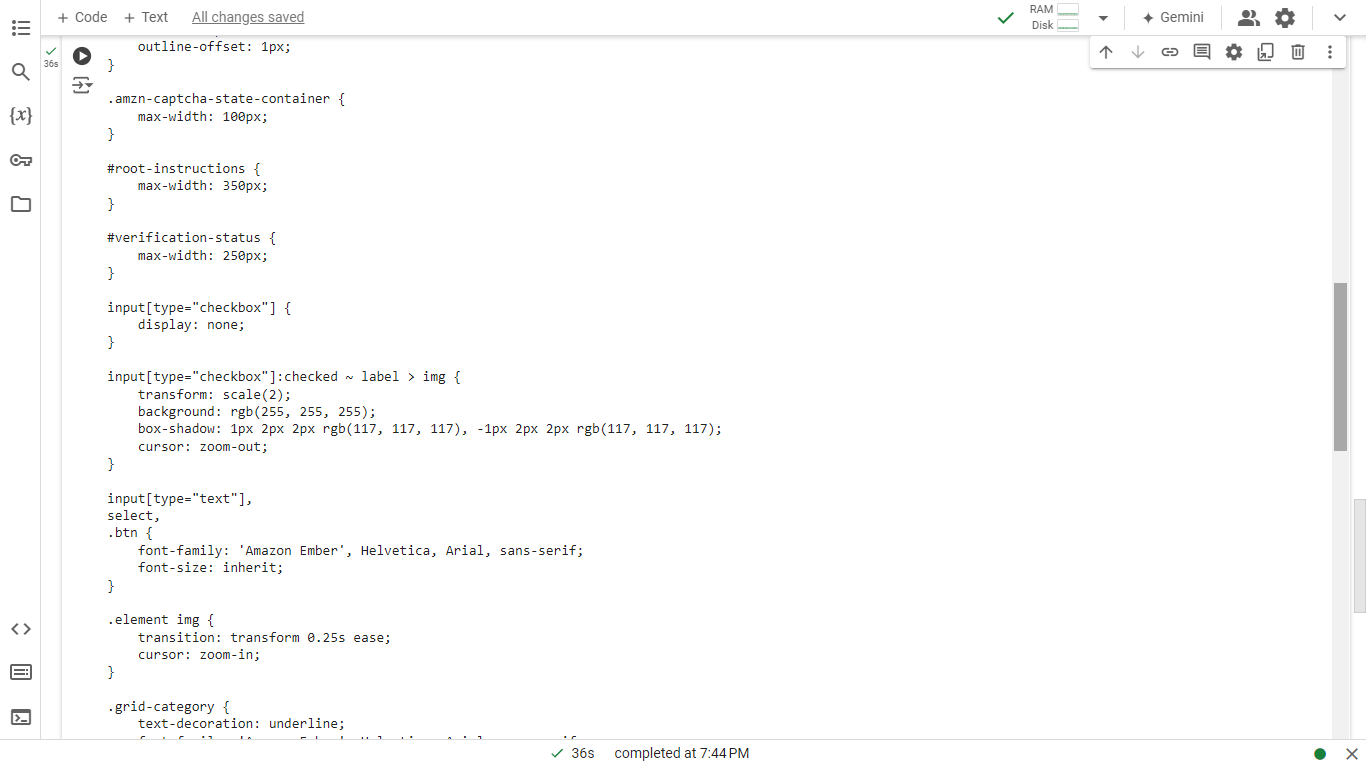 + Code + Text All changes saved
RAM
Disk
Gemini
36s
outline-offset: 1px;
}
.amzn-captcha-state-container {
max-width: 100px;
}
#root-instructions {
max-width: 350px;
}
#verification-status {
max-width: 250px;
}
input[type="checkbox"] {
display: none;
}
input[type="checkbox"]:checked ~ label > img {
transform: scale(2);
background: rgb(255, 255, 255);
box-shadow: 1px 2px 2px rgb(117, 117, 117), -1px 2px 2px rgb(117, 117, 117);
cursor: zoom-out;
}
input[type="text"],
select,
.btn {
font-family: 'Amazon Ember', Helvetica, Arial, sans-serif;
font-size: inherit;
}
.element img {
transition: transform 0.25s ease;
cursor: zoom-in;
}
.grid-category {
text-decoration: underline;
36s completed at 7:44 PM